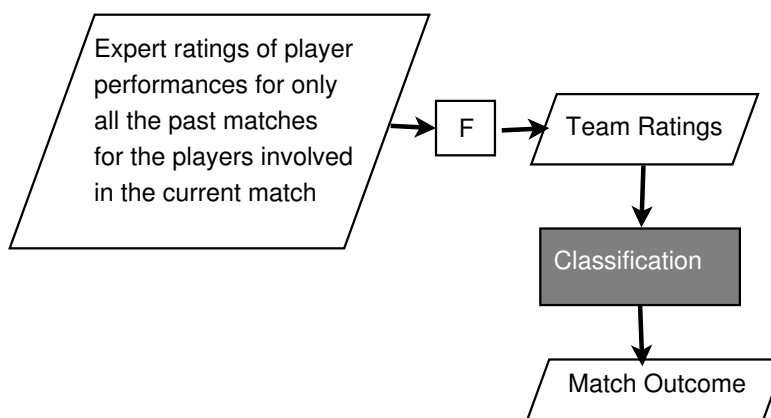 Expert ratings of player
performances for only
all the past matches
for the players involved
in the current match
F
Team Ratings
Classification
Match Outcome